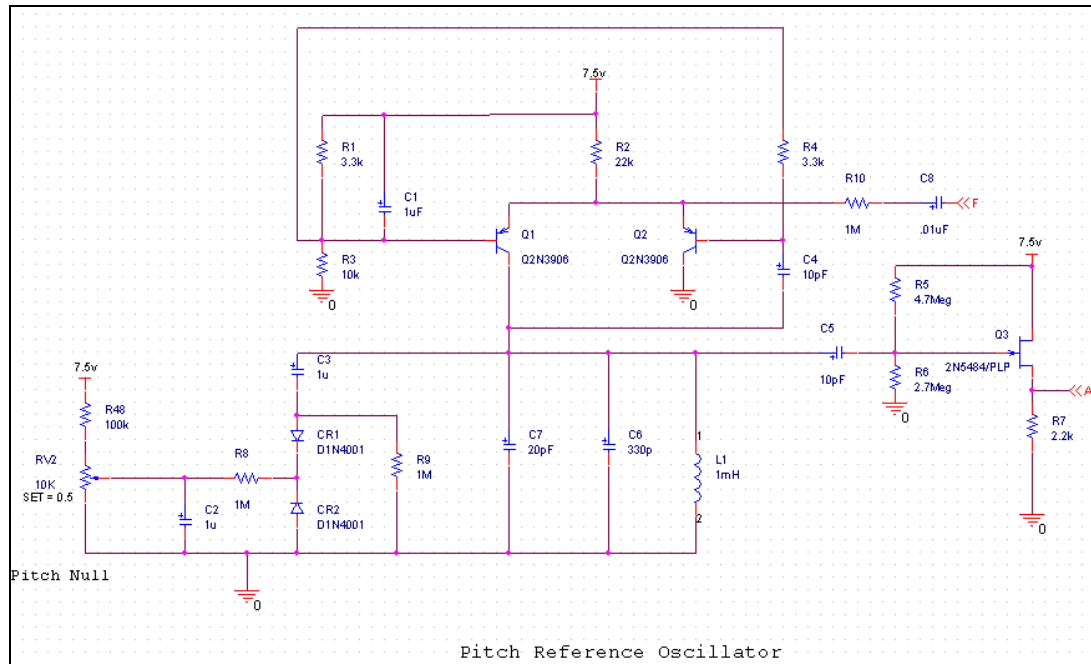 7.5v
R1
3.3k
R2
22k
R4
3.3k
C1
1uF
R10
1M
C8
.01uF
F
Q1
Q2N3906
Q2
Q2N3906
R3
10k
0
0
C4
10pF
7.5v
R5
4.7Meg
Q3
2N5484/PLP
C5
10pF
R6
2.7Meg
0
A
R7
2.2k
0
C3
1u
7.5v
R48
100k
RV2
10K
SET = 0.5
R8
1M
C2
1u
CR1
D1N4001
CR2
D1N4001
R9
1M
C7
20pF
C6
330p
1
L1
1mH
2
Pitch Null
0
Pitch Reference Oscillator